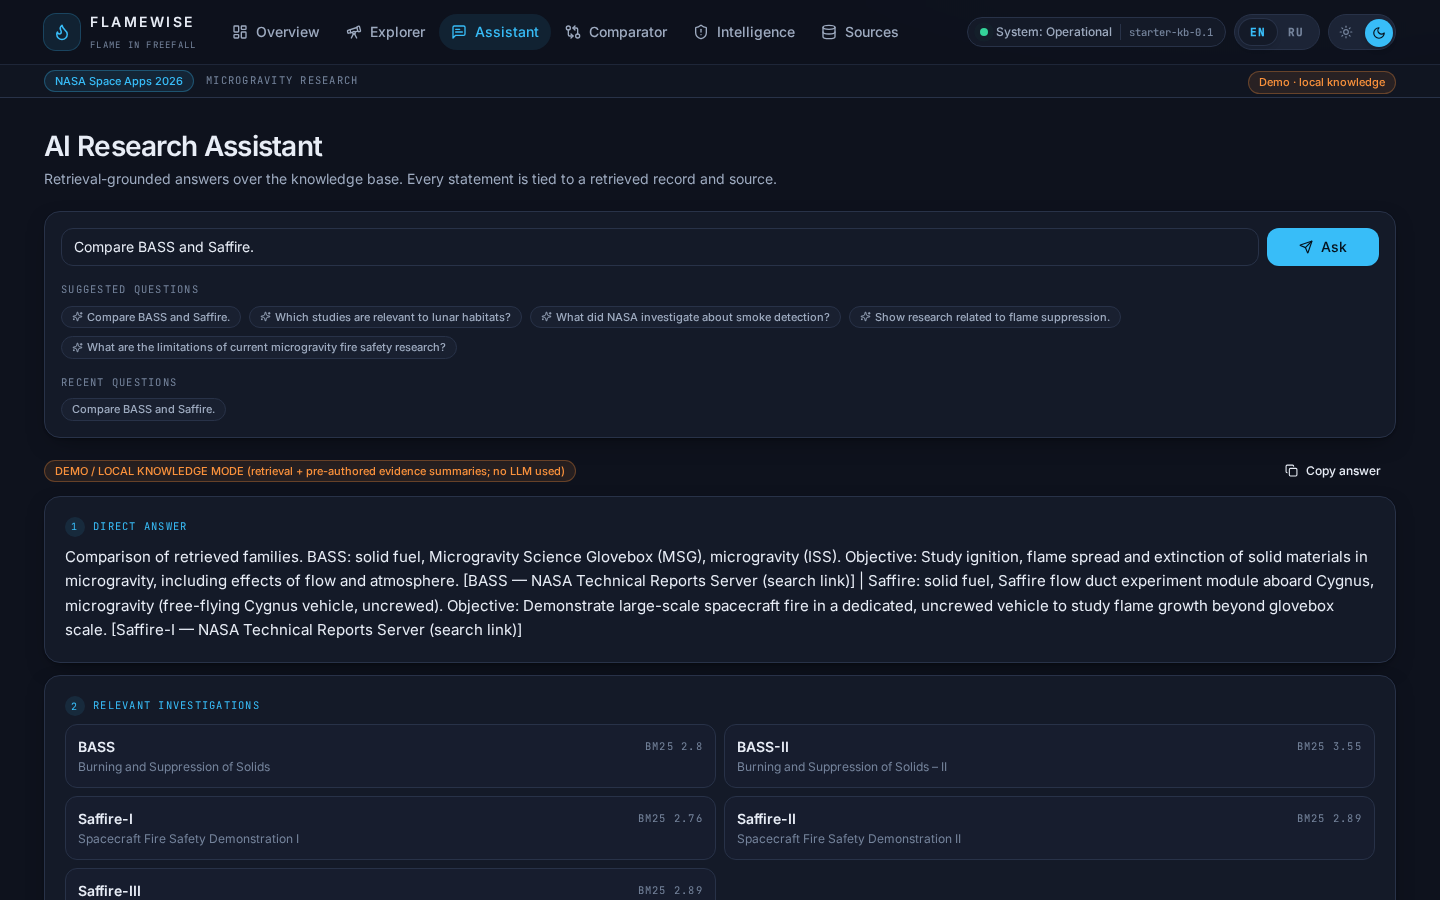 FLAMEWISE
FLAME IN FREEFALL
Overview
Explorer
Assistant
Comparator
Intelligence
Sources
System: Operational
starter-kb-0.1
EN
RU
NASA Space Apps 2026
MICROGRAVITY RESEARCH
Demo · local knowledge
AI Research Assistant
Retrieval-grounded answers over the knowledge base. Every statement is tied to a retrieved record and source.
Compare BASS and Saffire.
Ask
SUGGESTED QUESTIONS
Compare BASS and Saffire.
Which studies are relevant to lunar habitats?
What did NASA investigate about smoke detection?
Show research related to flame suppression.
What are the limitations of current microgravity fire safety research?
RECENT QUESTIONS
Compare BASS and Saffire.
DEMO / LOCAL KNOWLEDGE MODE (retrieval + pre-authored evidence summaries; no LLM used)
Copy answer
1 DIRECT ANSWER
Comparison of retrieved families. BASS: solid fuel, Microgravity Science Glovebox (MSG), microgravity (ISS). Objective: Study ignition, flame spread and extinction of solid materials in
microgravity, including effects of flow and atmosphere. [BASS — NASA Technical Reports Server (search link)] | Saffire: solid fuel, Saffire flow duct experiment module aboard Cygnus,
microgravity (free-flying Cygnus vehicle, uncrewed). Objective: Demonstrate large-scale spacecraft fire in a dedicated, uncrewed vehicle to study flame growth beyond glovebox
scale. [Saffire-I — NASA Technical Reports Server (search link)]
2 RELEVANT INVESTIGATIONS
BASS
BM25 2.8
Burning and Suppression of Solids
BASS-II
BM25 3.55
Burning and Suppression of Solids – II
Saffire-I
BM25 2.76
Spacecraft Fire Safety Demonstration I
Saffire-II
BM25 2.89
Spacecraft Fire Safety Demonstration II
Saffire-III
BM25 2.89